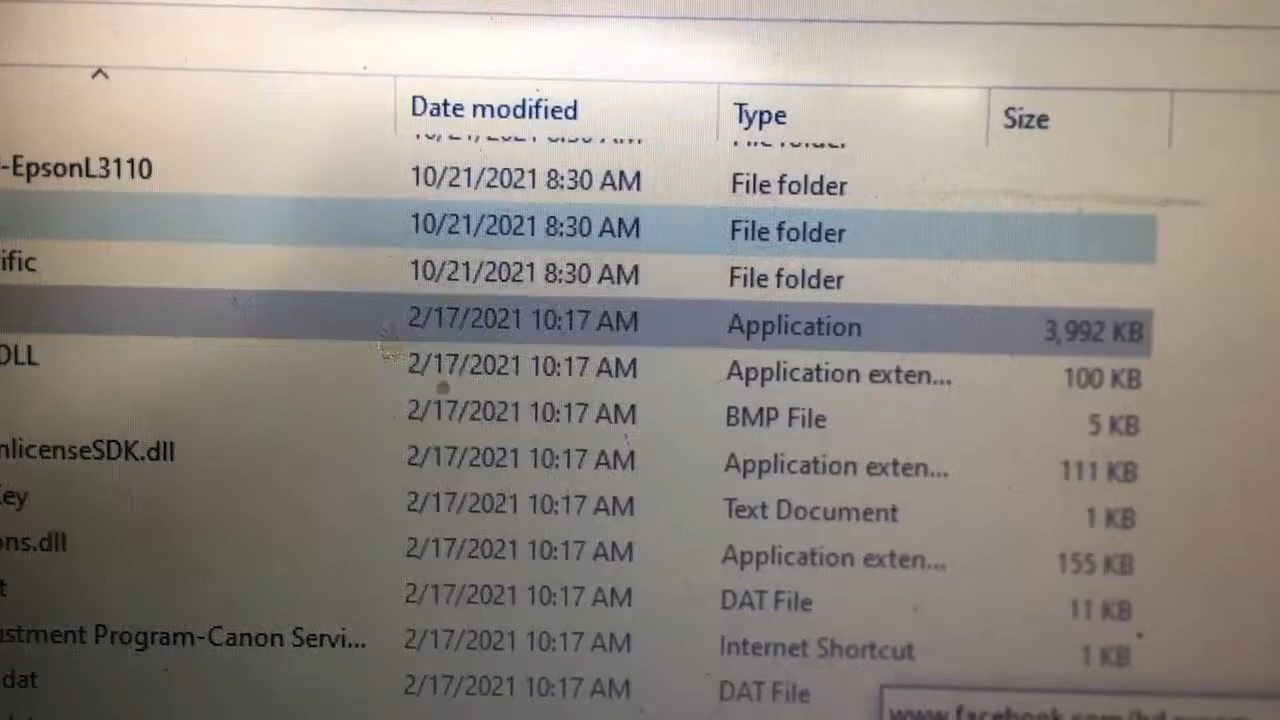 Date modified Type Size
-EpsonL3110 10/21/2021 8:30 AM File folder
10/21/2021 8:30 AM File folder
ific 10/21/2021 8:30 AM File folder
2/17/2021 10:17 AM Application 3,992 KB
DLL 2/17/2021 10:17 AM Application exten... 100 KB
2/17/2021 10:17 AM BMP File 5 KB
nlicenseSDK.dll 2/17/2021 10:17 AM Application exten... 111 KB
Key 2/17/2021 10:17 AM Text Document 1 KB
ons.dll 2/17/2021 10:17 AM Application exten... 155 KB
t 2/17/2021 10:17 AM DAT File 11 KB
ustment Program-Canon Servi... 2/17/2021 10:17 AM Internet Shortcut 1 KB
dat 2/17/2021 10:17 AM DAT File